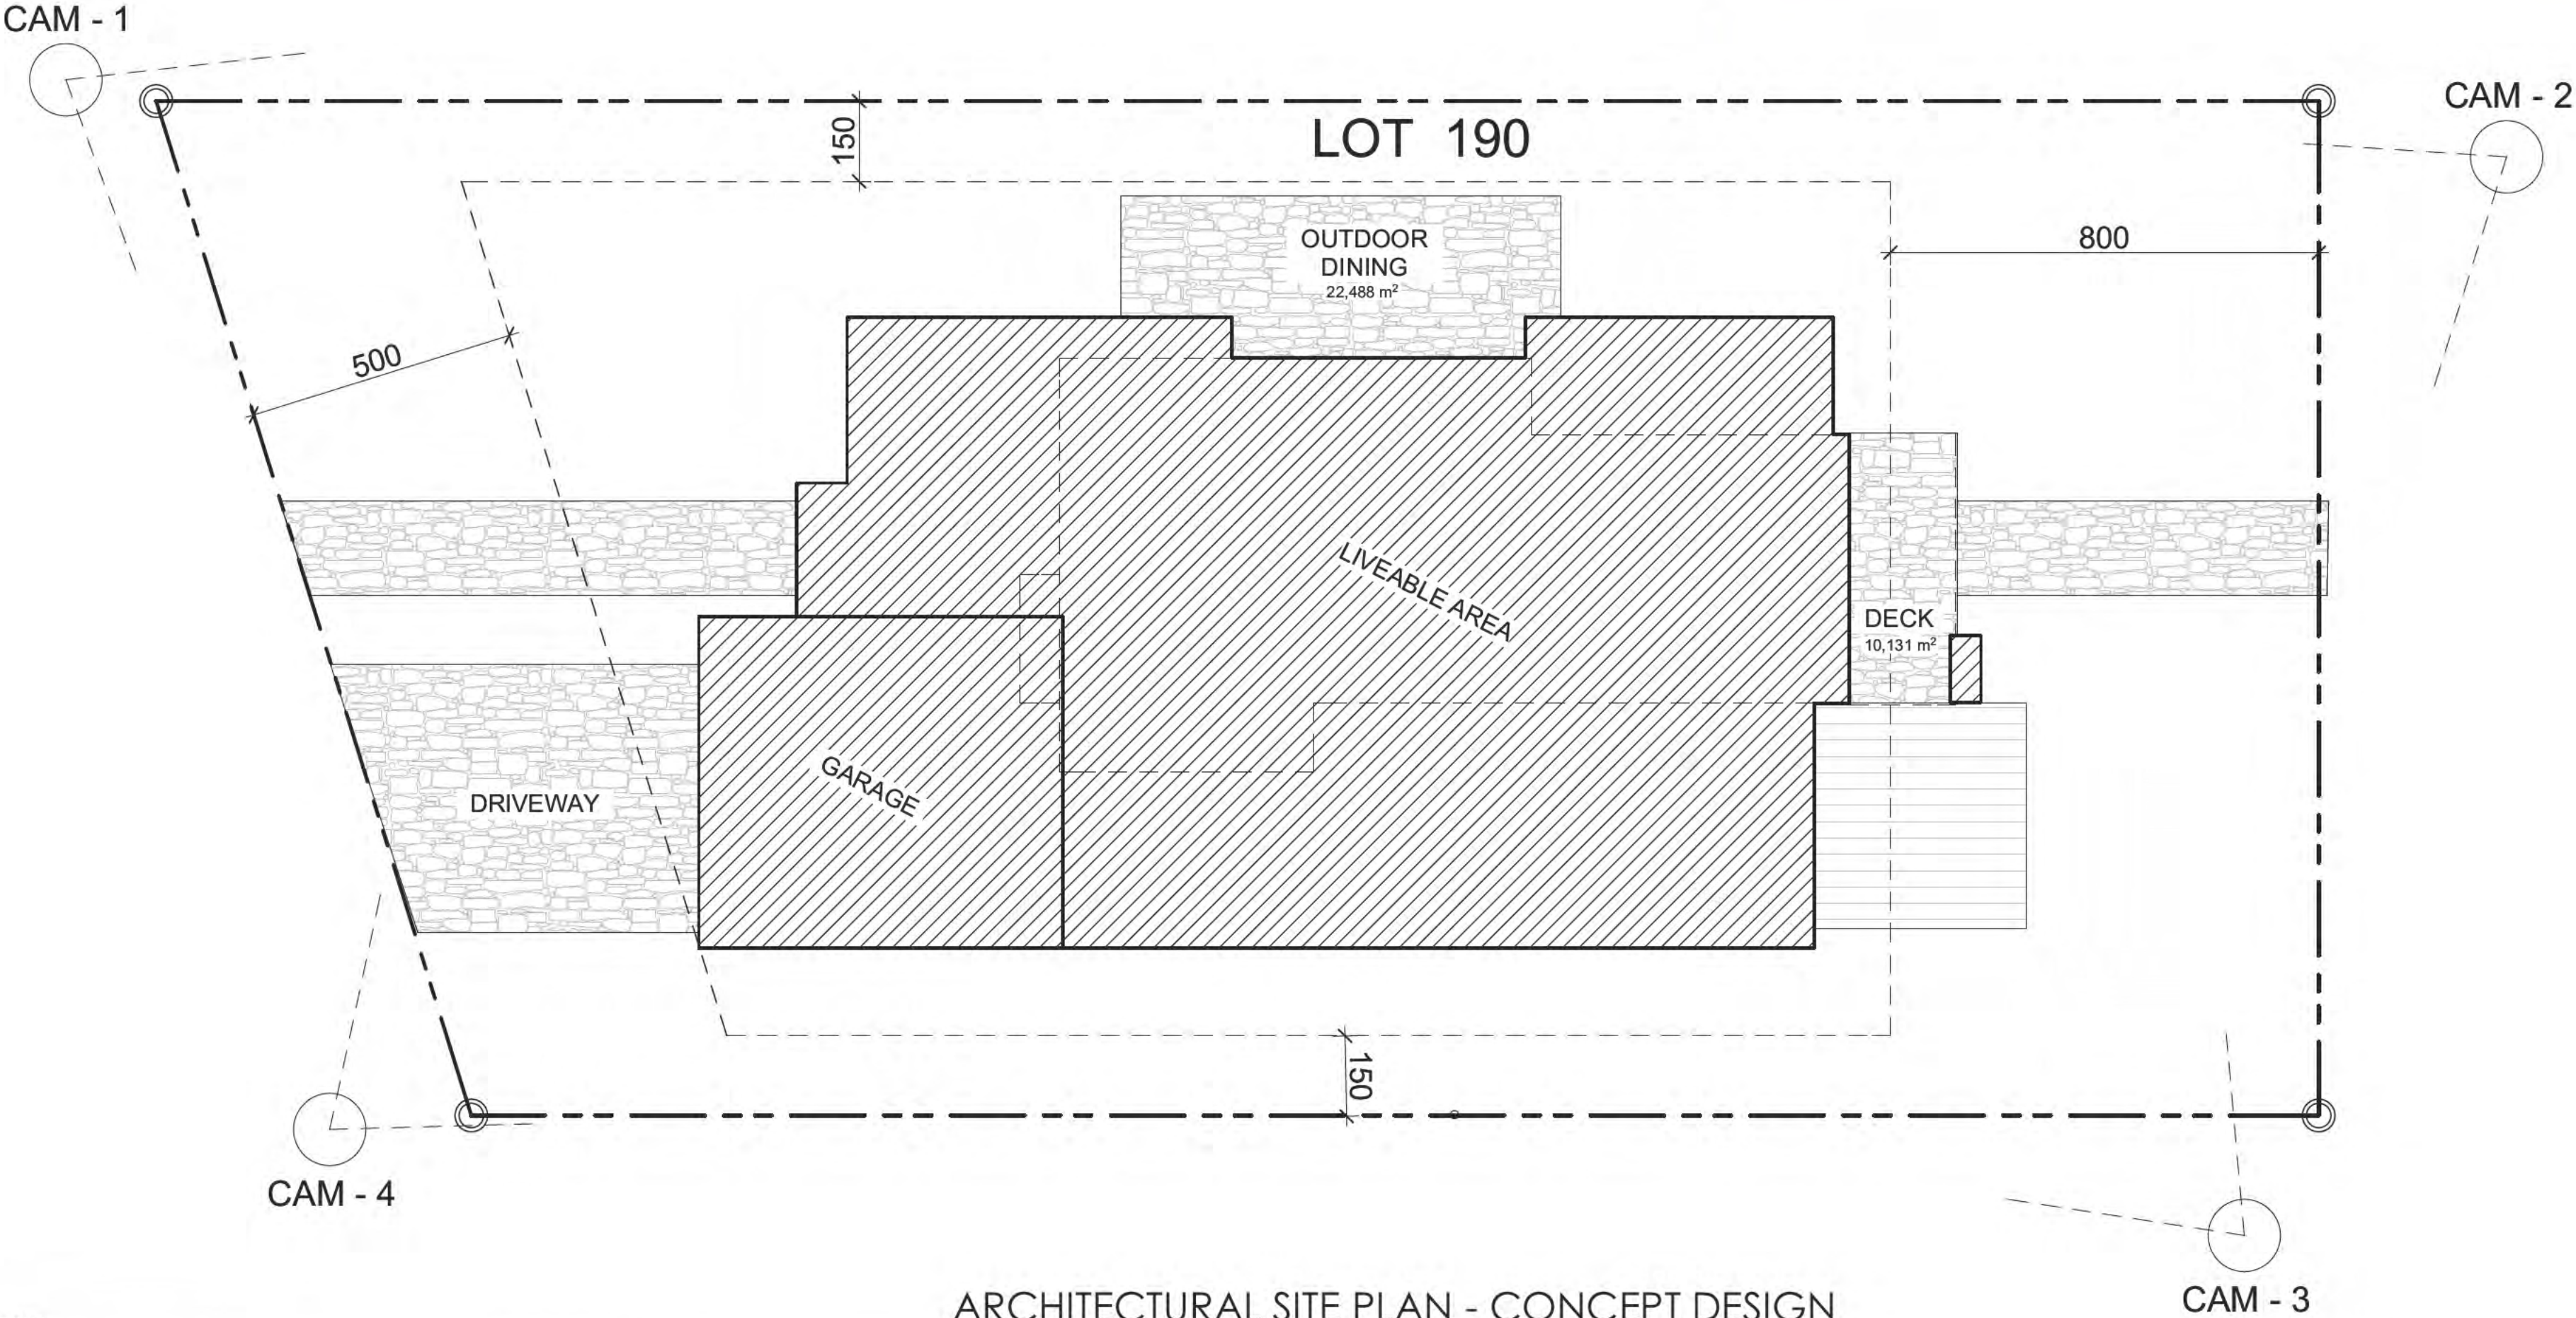 CAM - 1
CAM - 2
LOT 190
150
800
OUTDOOR
DINING
22,488 m²
500
LIVEABLE AREA
DECK
10,131 m²
GARAGE
DRIVEWAY
150
CAM - 4
CAM - 3
ARCHITECTURAL SITE PLAN - CONCEPT DESIGN